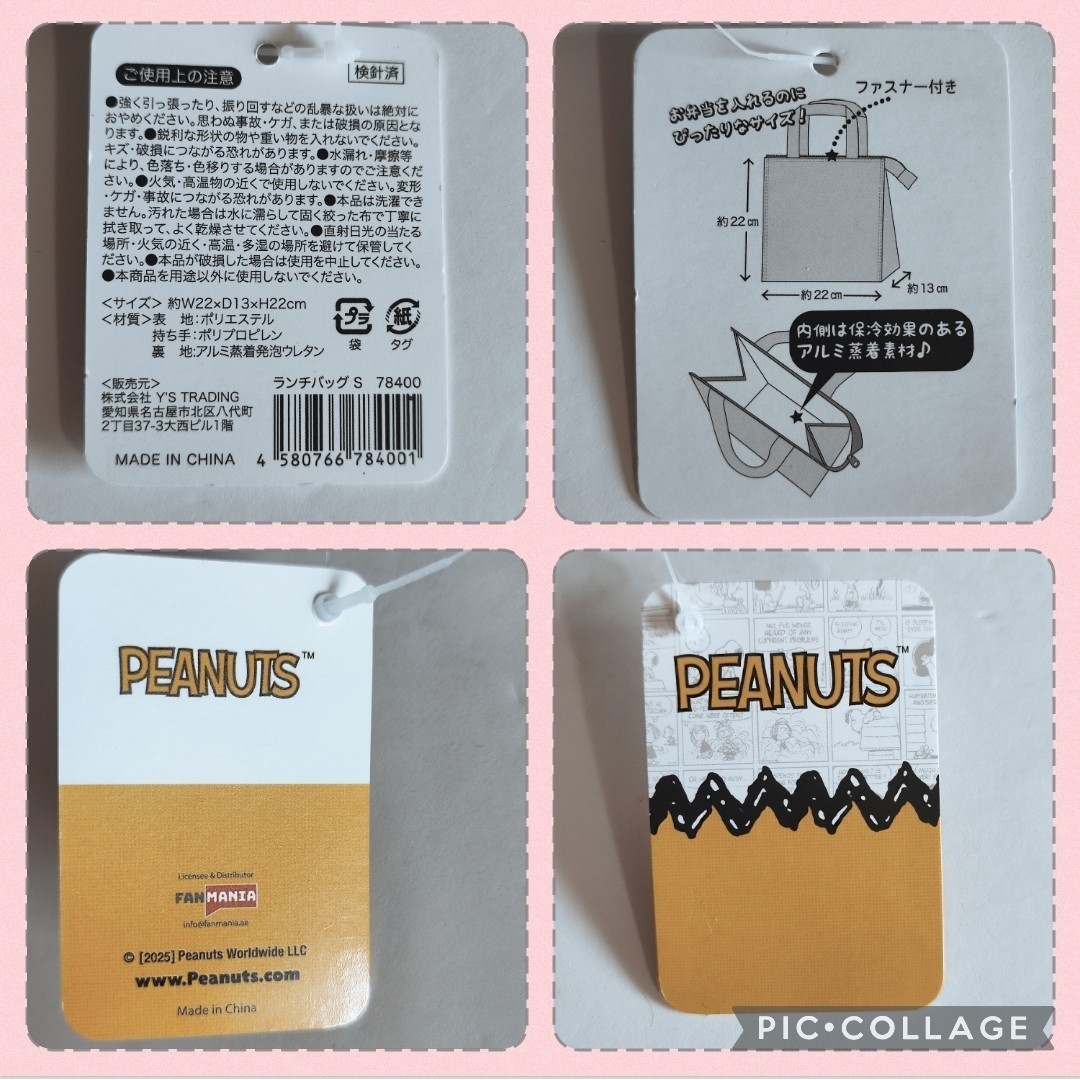 ご使用上の注意
検針済
●強く引っ張ったり、振り回すなどの乱暴な扱いは絶対に
おやめください。思わぬ事故・ケガ、または破損の原因とな
ります。●鋭利な形状の物や重い物を入れないでください。
キズ・破損につながる恐れがあります。●水漏れ・摩擦等
により、色落ち・色移りする場合がありますのでご注意くだ
さい。●火気・高温物の近くで使用しないでください。変形
・ケガ・事故につながる恐れがあります。●本品は洗濯でき
ません。汚れた場合は水に濡らして固く絞った布で丁寧に
拭き取って、よく乾燥させてください。●直射日光の当たる
場所・火気の近く・高温・多湿の場所を避けて保管してく
ださい。●本品が破損した場合は使用を中止してください。
●本商品を用途以外に使用しないでください。
<サイズ> 約W22×D13×H22cm
<材質>表 地:ポリエステル
持ち手:ポリプロピレン
裏 地:アルミ蒸着発泡ウレタン
プラ
袋
紙
タグ
<販売元>
株式会社 Y'S TRADING
愛知県名古屋市北区八代町
2丁目37-3大西ビル1階
MADE IN CHINA
ランチバッグ S 78400
4 580766 784001
お弁当を入れるのに
ぴったりなサイズ!
ファスナー付き
約22㎝
約22㎝
約13㎝
内側は保冷効果のある
アルミ蒸着素材♪
PEANUTS™
Licensee & Distributor
FANMANIA
info@fanmania.ae
© [2025] Peanuts Worldwide LLC
www.Peanuts.com
Made in China
PEANUTS™
PIC•COLLAGE